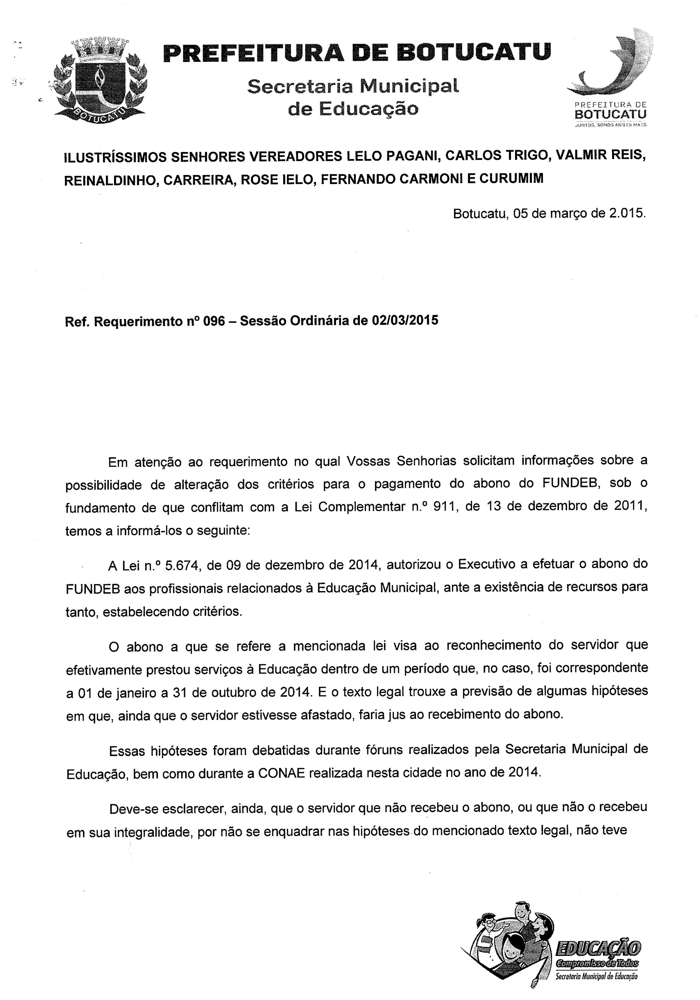 PREFEITURA DE BOTUCATU
Secretaria Municipal
de Educação
BOTUCATU
PREFEITURA DE
BOTUCATU
JUNTOS, SOMOS MUITO MAIS
ILUSTRÍSSIMOS SENHORES VEREADORES LELO PAGANI, CARLOS TRIGO, VALMIR REIS,
REINALDINHO, CARREIRA, ROSE IELO, FERNANDO CARMONI E CURUMIM
Botucatu, 05 de março de 2.015.
Ref. Requerimento nº 096 – Sessão Ordinária de 02/03/2015
Em atenção ao requerimento no qual Vossas Senhorias solicitam informações sobre a
possibilidade de alteração dos critérios para o pagamento do abono do FUNDEB, sob o
fundamento de que conflitam com a Lei Complementar n.º 911, de 13 de dezembro de 2011,
temos a informá-los o seguinte:
A Lei n.º 5.674, de 09 de dezembro de 2014, autorizou o Executivo a efetuar o abono do
FUNDEB aos profissionais relacionados à Educação Municipal, ante a existência de recursos para
tanto, estabelecendo critérios.
O abono a que se refere a mencionada lei visa ao reconhecimento do servidor que
efetivamente prestou serviços à Educação dentro de um período que, no caso, foi correspondente
a 01 de janeiro a 31 de outubro de 2014. E o texto legal trouxe a previsão de algumas hipóteses
em que, ainda que o servidor estivesse afastado, faria jus ao recebimento do abono.
Essas hipóteses foram debatidas durante fóruns realizados pela Secretaria Municipal de
Educação, bem como durante a CONAE realizada nesta cidade no ano de 2014.
Deve-se esclarecer, ainda, que o servidor que não recebeu o abono, ou que não o recebeu
em sua integralidade, por não se enquadrar nas hipóteses do mencionado texto legal, não teve
EDUCAÇÃO
Compromisso de Todos
Secretaria Municipal de Educação